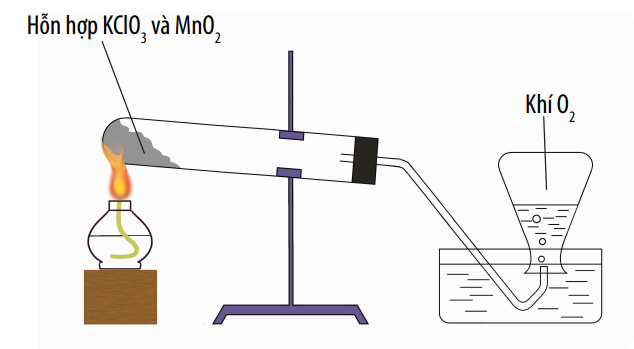 Hỗn hợp KClO₃ và MnO₂
Khí O₂